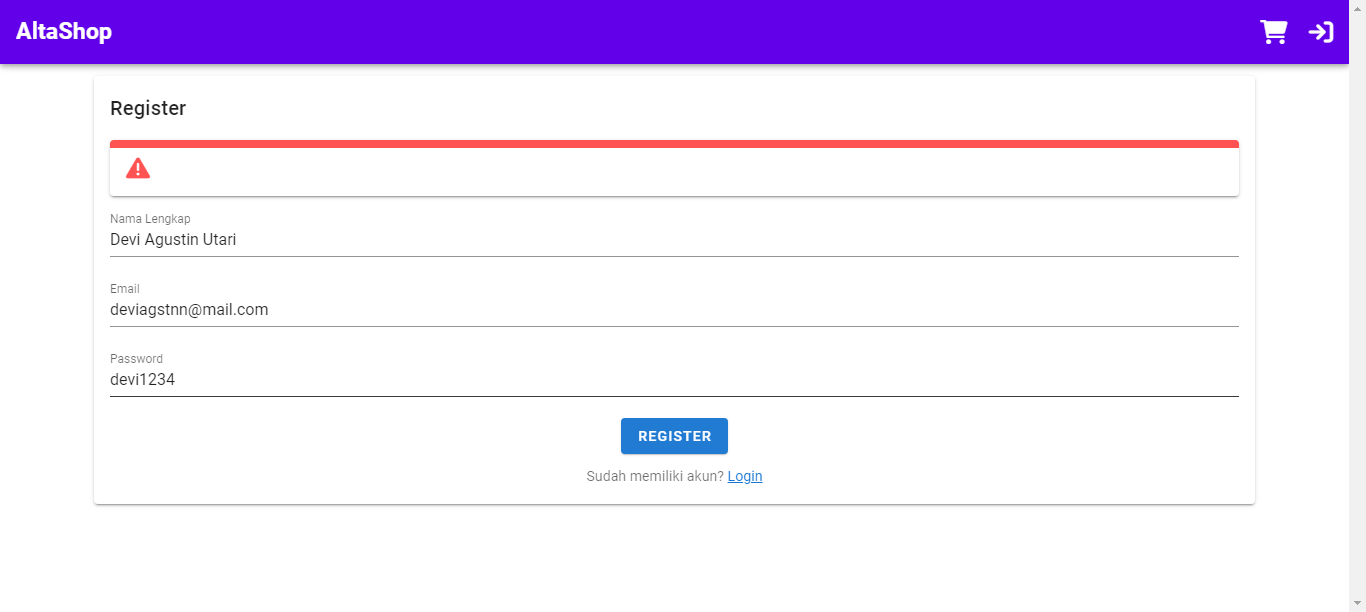 AltaShop
Register
Nama Lengkap
Devi Agustin Utari
Email
deviagstnn@mail.com
Password
devi1234
REGISTER
Sudah memiliki akun? Login